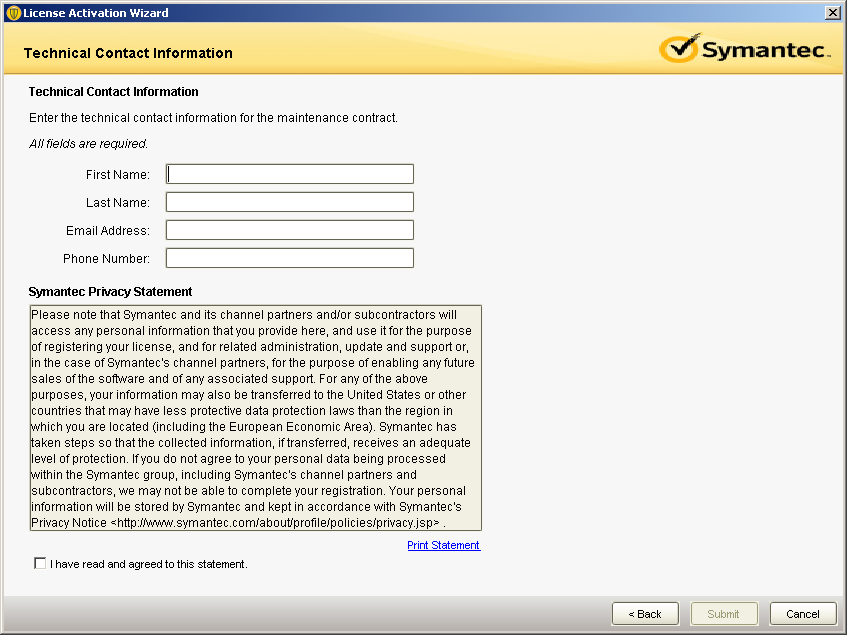 License Activation Wizard
Technical Contact Information
Symantec™
Technical Contact Information
Enter the technical contact information for the maintenance contract.
All fields are required.
First Name:
Last Name:
Email Address:
Phone Number:
Symantec Privacy Statement
Please note that Symantec and its channel partners and/or subcontractors will
access any personal information that you provide here, and use it for the purpose
of registering your license, and for related administration, update and support or,
in the case of Symantec's channel partners, for the purpose of enabling any future
sales of the software and of any associated support. For any of the above
purposes, your information may also be transferred to the United States or other
countries that may have less protective data protection laws than the region in
which you are located (including the European Economic Area). Symantec has
taken steps so that the collected information, if transferred, receives an adequate
level of protection. If you do not agree to your personal data being processed
within the Symantec group, including Symantec's channel partners and
subcontractors, we may not be able to complete your registration. Your personal
information will be stored by Symantec and kept in accordance with Symantec's
Privacy Notice <http://www.symantec.com/about/profile/policies/privacy.jsp> .
Print Statement
I have read and agreed to this statement.
< Back
Submit
Cancel